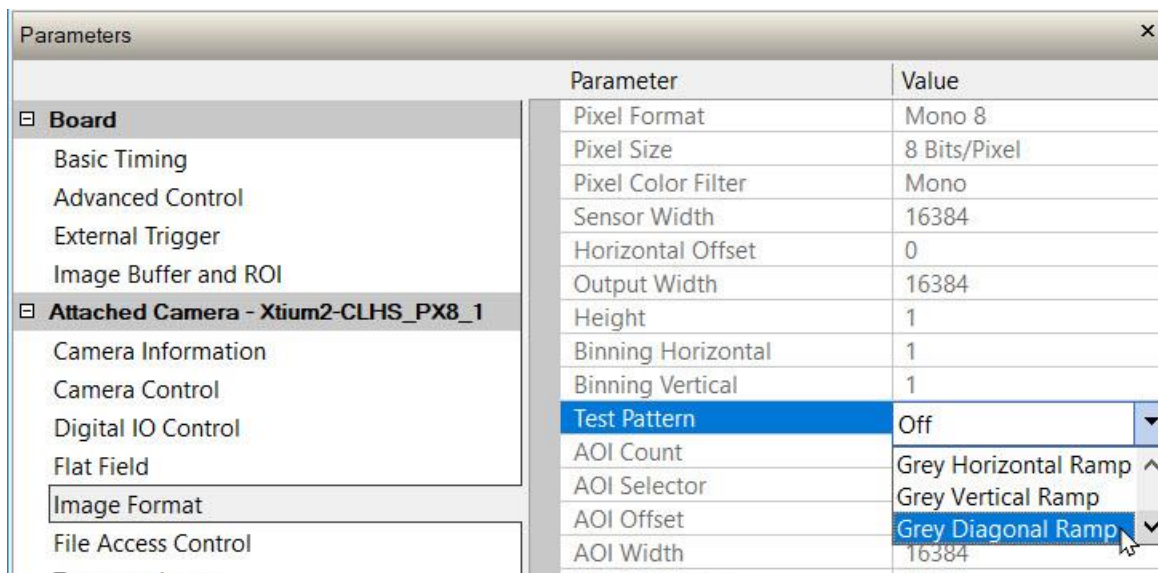 Parameters ×
Parameter Value
Board
Basic Timing
Advanced Control
External Trigger
Image Buffer and ROI
Attached Camera - Xtium2-CLHS_PX8_1
Camera Information
Camera Control
Digital IO Control
Flat Field
Image Format
File Access Control
Pixel Format Mono 8
Pixel Size 8 Bits/Pixel
Pixel Color Filter Mono
Sensor Width 16384
Horizontal Offset 0
Output Width 16384
Height 1
Binning Horizontal 1
Binning Vertical 1
Test Pattern Off
AOI Count
AOI Selector
AOI Offset
AOI Width 16384
Grey Horizontal Ramp
Grey Vertical Ramp
Grey Diagonal Ramp